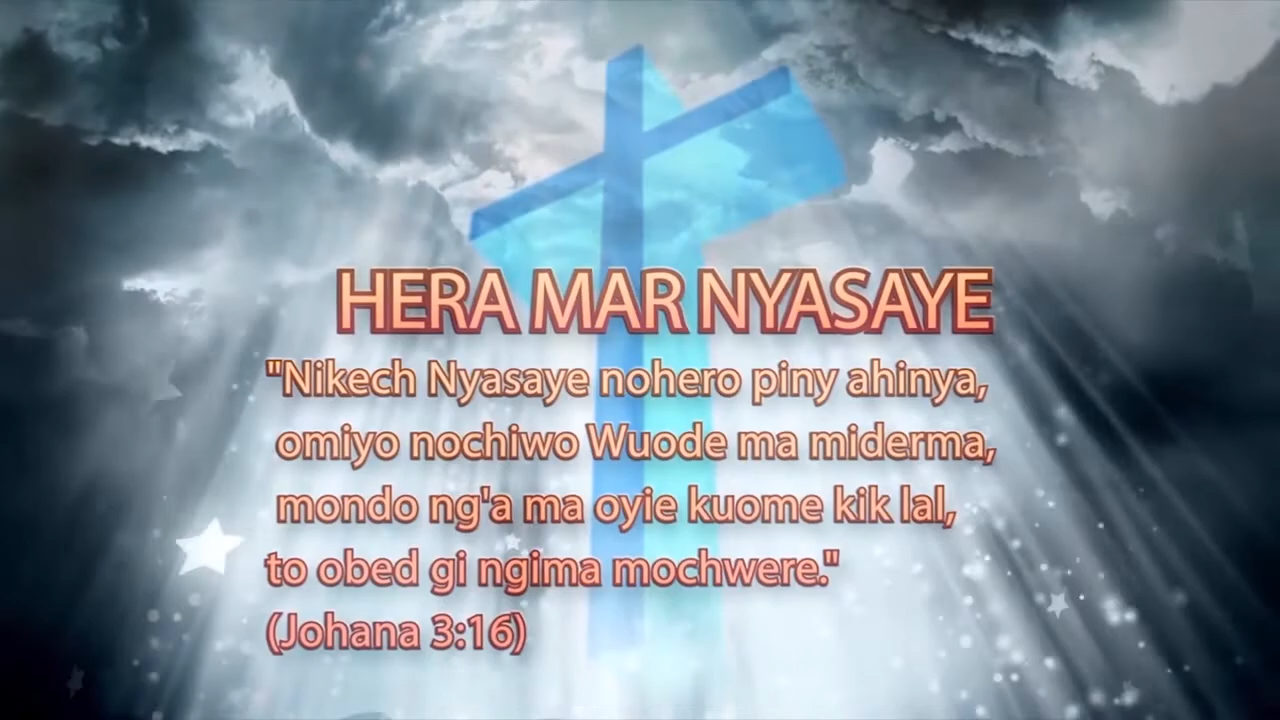 HERA MAR NYASAYE
"Nikech Nyasaye nohero piny ahinya,
omiyo nochiwo Wuode ma miderma,
mondo ng'a ma oyie kuome kik lal,
to obed gi ngima mochwere."
(Johana 3:16)